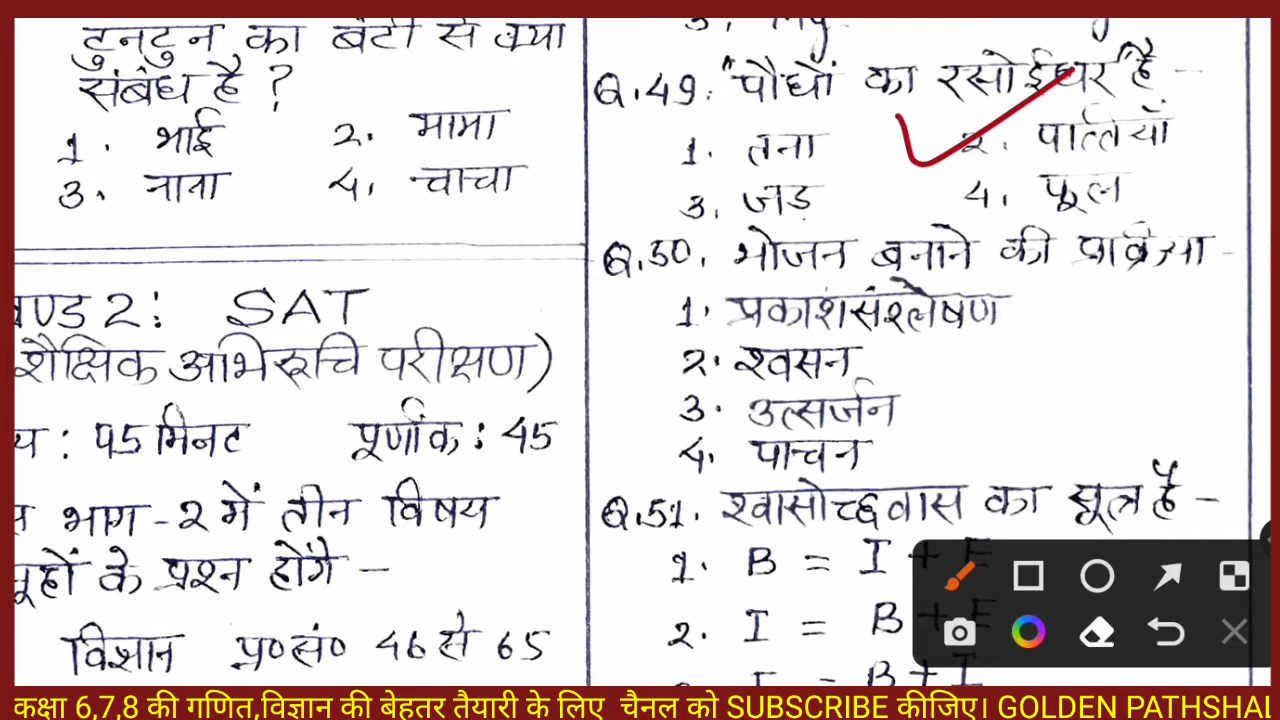 टुनटुन का बंटी से क्या
संबंध है ?
1. भाई 2. मामा
3. नाना 4. चाचा
खण्ड 2: SAT
शैक्षिक अभिरूचि परीक्षण)
य : 45 मिनट पूर्णांक : 45
भाग - 2 में तीन विषय
ूहों के प्रश्न होंगे -
विज्ञान प्र०सं० 46 से 65
Q.49. "पौधों का रसोईघर" है -
1. तना 2. पात्तियाँ
3. जड़ 4. फूल
Q.50. भोजन बनाने की प्राक्रिया -
1. प्रकाशसंश्लेषण
2. श्वसन
3. उत्सर्जन
4. पाचन
Q.51. श्वासोच्छवास का सूत्र है -
1. B = I + E
2. I = B + E
B + I
कक्षा 6,7,8 की गणित,विज्ञान की बेहतर तैयारी के लिए चैनल को SUBSCRIBE कीजिए। GOLDEN PATHSHAL